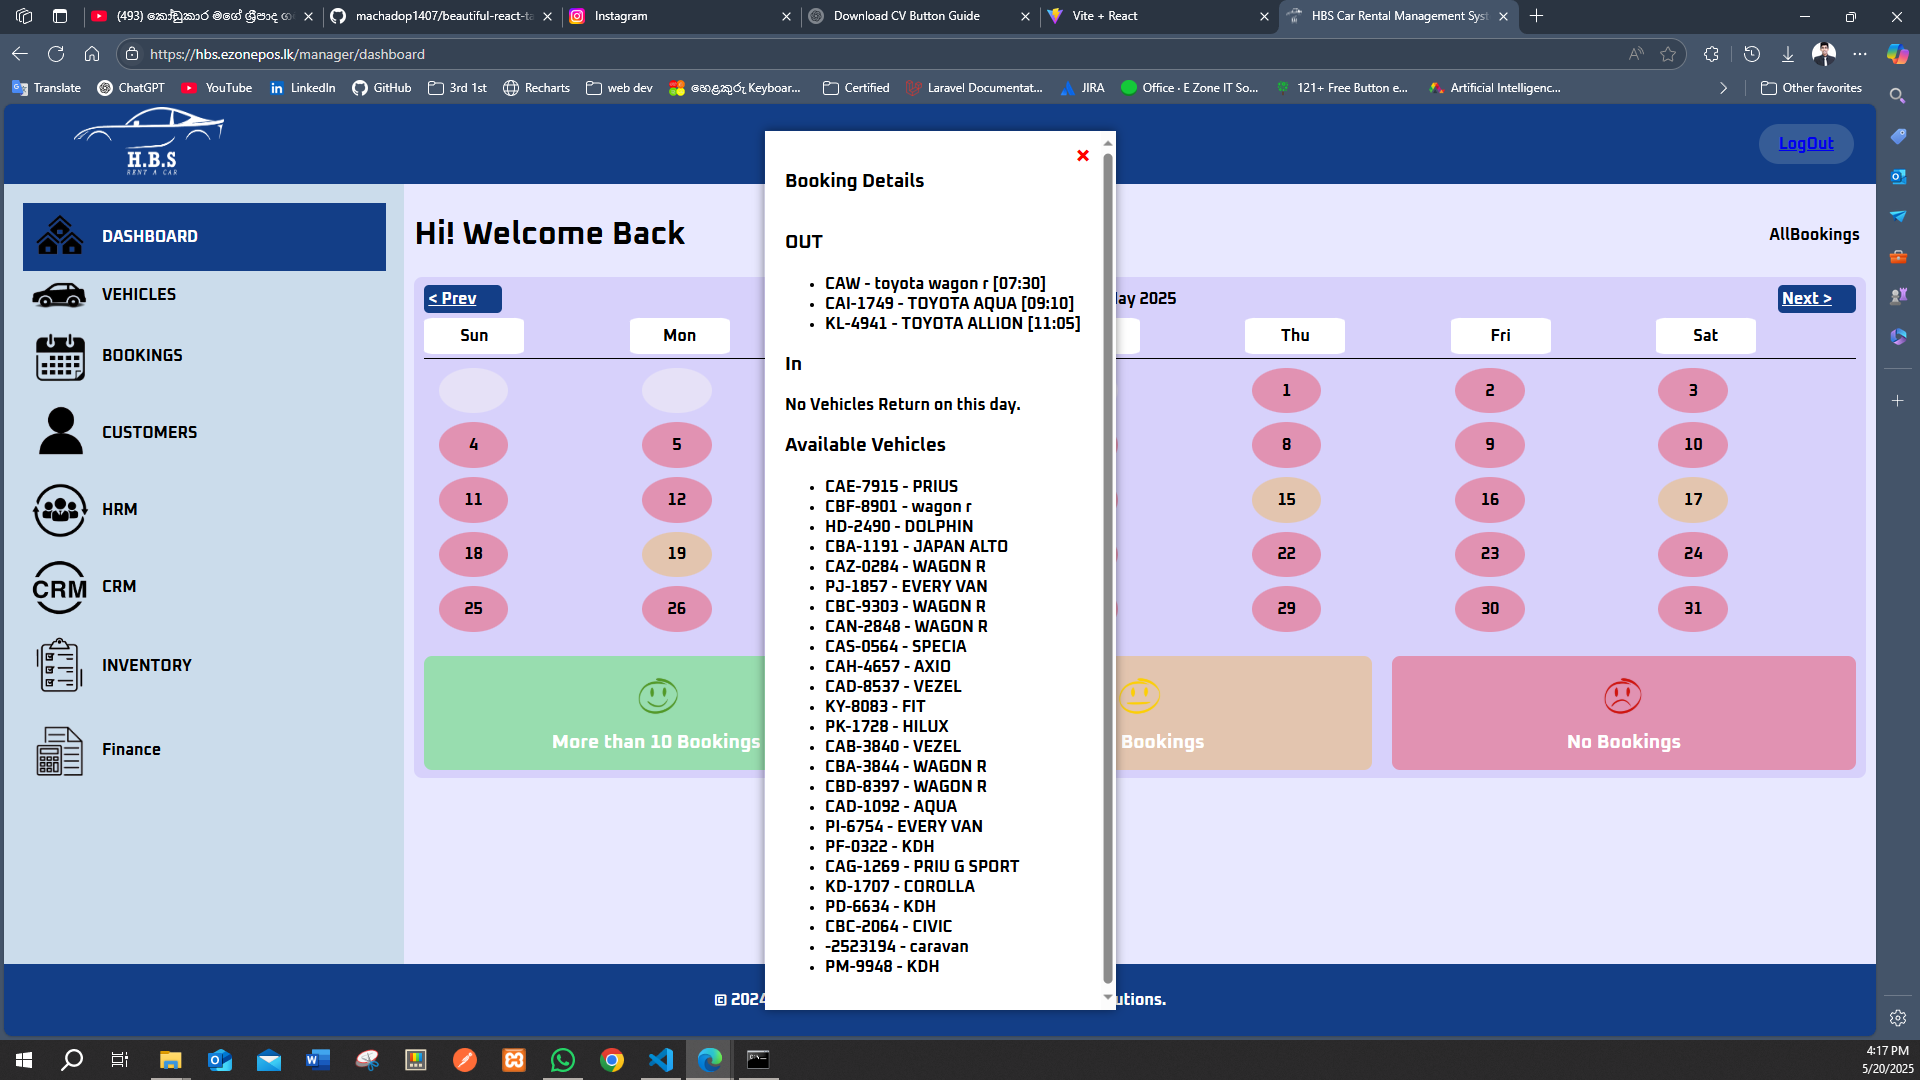 (493) කෝඩුකාර මගේ ශ්‍රීපාද ග
machadop1407/beautiful-react-ta
Instagram
Download CV Button Guide
Vite + React
HBS Car Rental Management Syst
https://hbs.ezonepos.lk/manager/dashboard
Translate
ChatGPT
YouTube
LinkedIn
GitHub
3rd 1st
Recharts
web dev
හෙළකුරු Keyboar...
Certified
Laravel Documentat...
JIRA
Office · E Zone IT So...
121+ Free Button e...
Artificial Intelligenc...
Other favorites
H.B.S
RENT A CAR
LogOut
DASHBOARD
VEHICLES
BOOKINGS
CUSTOMERS
HRM
CRM CRM
INVENTORY
Finance
Hi! Welcome Back
AllBookings
< Prev
ay 2025
Next >
Sun
Mon
Thu
Fri
Sat
1
2
3
4
5
8
9
10
11
12
15
16
17
18
19
22
23
24
25
26
29
30
31
More than 10 Bookings
Bookings
No Bookings
Booking Details
OUT
• CAW - toyota wagon r [07:30]
• CAI-1749 - TOYOTA AQUA [09:10]
• KL-4941 - TOYOTA ALLION [11:05]
In
No Vehicles Return on this day.
Available Vehicles
• CAE-7915 - PRIUS
• CBF-8901 - wagon r
• HD-2490 - DOLPHIN
• CBA-1191 - JAPAN ALTO
• CAZ-0284 - WAGON R
• PJ-1857 - EVERY VAN
• CBC-9303 - WAGON R
• CAN-2848 - WAGON R
• CAS-0564 - SPECIA
• CAH-4657 - AXIO
• CAD-8537 - VEZEL
• KY-8083 - FIT
• PK-1728 - HILUX
• CAB-3840 - VEZEL
• CBA-3844 - WAGON R
• CBD-8397 - WAGON R
• CAD-1092 - AQUA
• PI-6754 - EVERY VAN
• PF-0322 - KDH
• CAG-1269 - PRIU G SPORT
• KD-1707 - COROLLA
• PD-6634 - KDH
• CBC-2064 - CIVIC
• -2523194 - caravan
• PM-9948 - KDH
© 2024
utions.
4:17 PM
5/20/2025